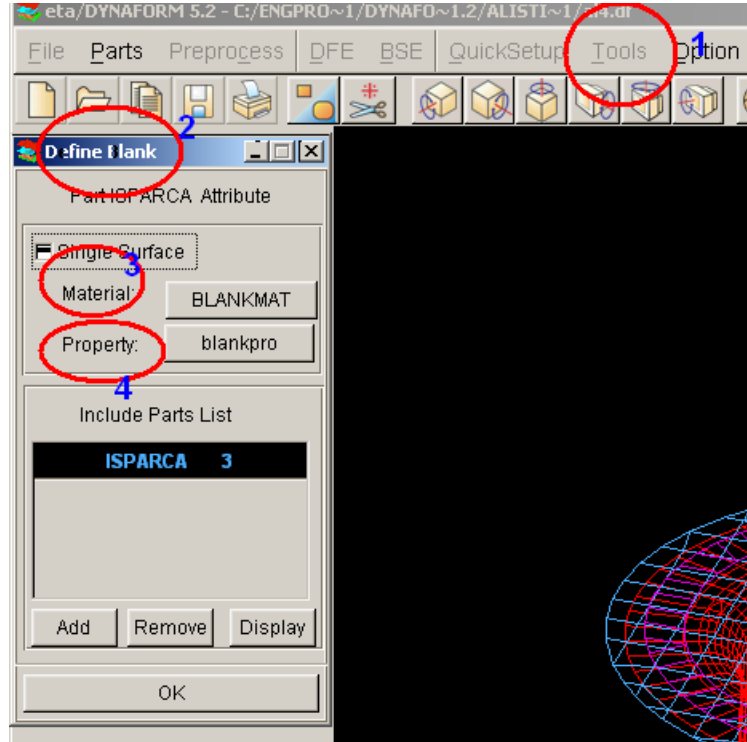 eta/DYNAFORM 5.2 - C:/ENGPRO~1/DYNAFO~1.2/ALISTI~1/
File Parts Preprocess DFE BSE QuickSetup Tools Option
1
2
Define Blank
Part ISPARCA Attribute
Single Surface
3
Material: BLANKMAT
Property: blankpro
4
Include Parts List
ISPARCA 3
Add Remove Display
OK